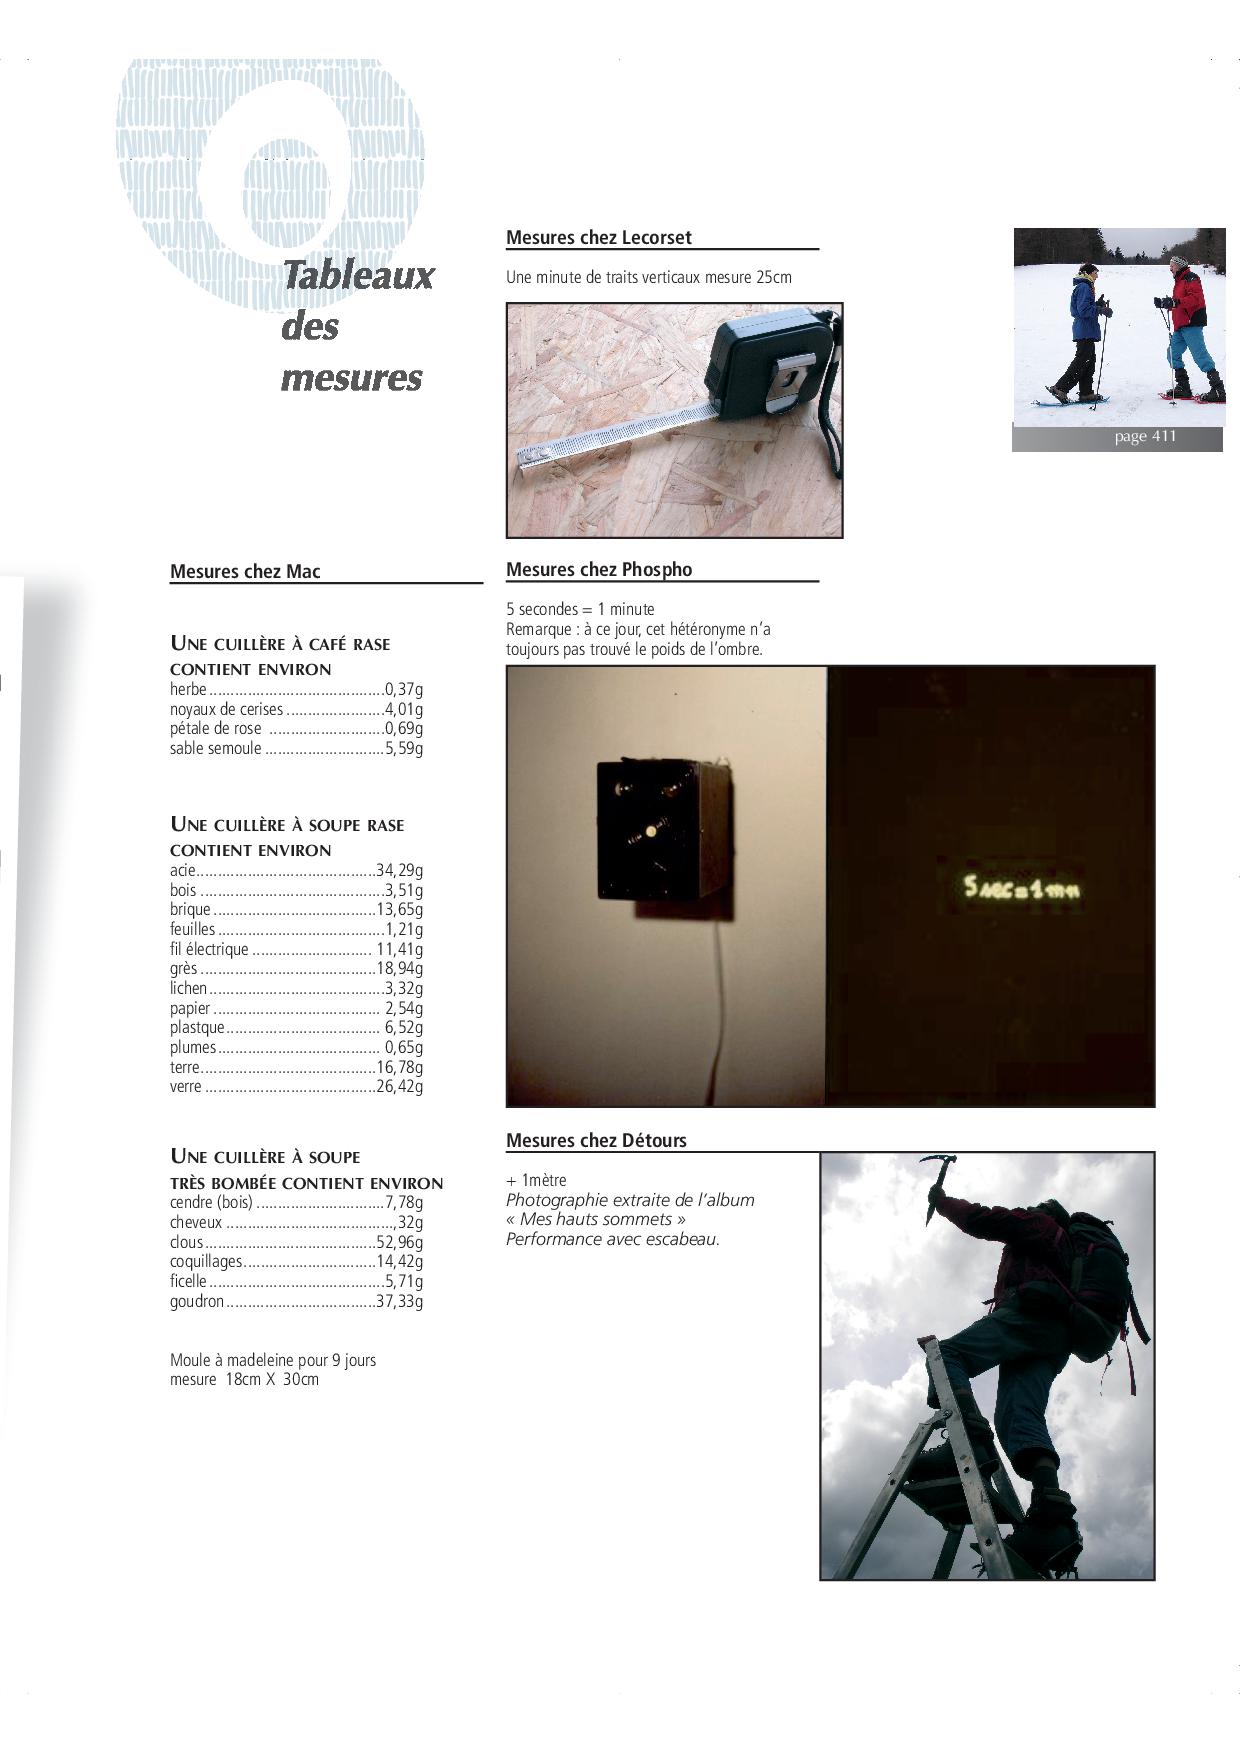 Tableaux
des
mesures
Mesures chez Mac
UNE CUILLÈRE À CAFÉ RASE
CONTIENT ENVIRON
herbe.........................................0,37g
noyaux de cerises .......................4,01g
pétale de rose ...........................0,69g
sable semoule ............................5,59g
UNE CUILLÈRE À SOUPE RASE
CONTIENT ENVIRON
acie..........................................34,29g
bois ...........................................3,51g
brique ......................................13,65g
feuilles .......................................1,21g
fil électrique ............................ 11,41g
grès .........................................18,94g
lichen.........................................3,32g
papier ....................................... 2,54g
plastque.................................... 6,52g
plumes...................................... 0,65g
terre.........................................16,78g
verre ........................................26,42g
UNE CUILLÈRE À SOUPE
TRÈS BOMBÉE CONTIENT ENVIRON
cendre (bois) ..............................7,78g
cheveux .......................................,32g
clous........................................52,96g
coquillages...............................14,42g
ficelle .........................................5,71g
goudron...................................37,33g
Moule à madeleine pour 9 jours
mesure 18cm X 30cm
Mesures chez Lecorset
Une minute de traits verticaux mesure 25cm
page 411
Mesures chez Phospho
5 secondes = 1 minute
Remarque : à ce jour, cet hétéronyme n’a
toujours pas trouvé le poids de l’ombre.
5 sec = 1 mn
Mesures chez Détours
+ 1mètre
Photographie extraite de l’album
« Mes hauts sommets »
Performance avec escabeau.